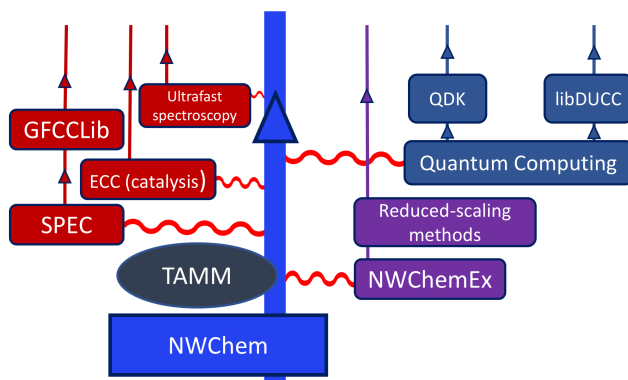 Ultrafast
spectroscopy
QDK
libDUCC
GFCCLib
ECC (catalysis)
Quantum Computing
SPEC
Reduced-scaling
methods
TAMM
NWChemEx
NWChem